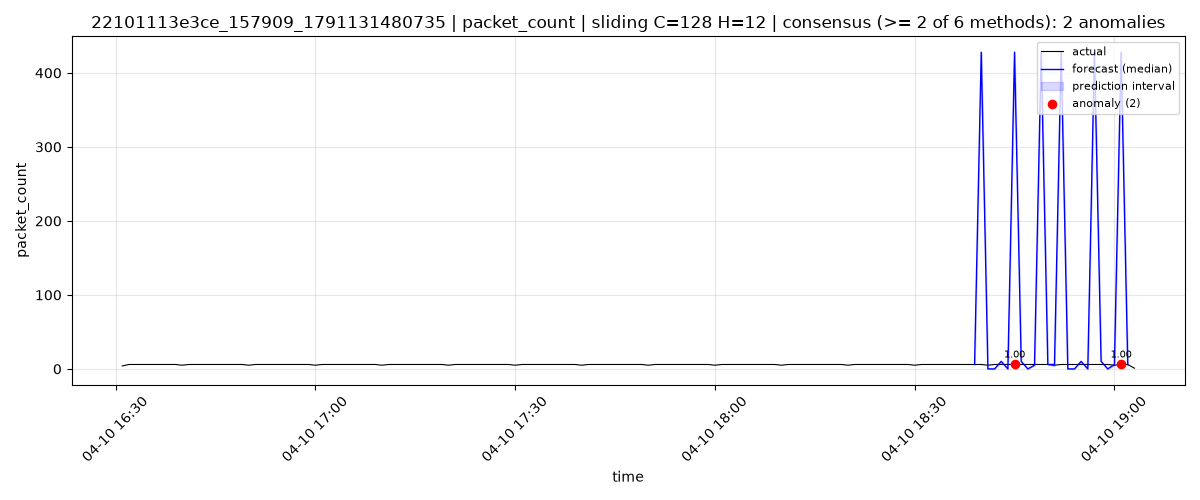 22101113e3ce_157909_1791131480735 | packet_count | sliding C=128 H=12 | consensus (>= 2 of 6 methods): 2 anomalies
actual
forecast (median)
prediction interval
anomaly (2)
packet_count
400
300
200
100
0
1.00
1.00
04-10 16:30
04-10 17:00
04-10 17:30
04-10 18:00
04-10 18:30
04-10 19:00
time